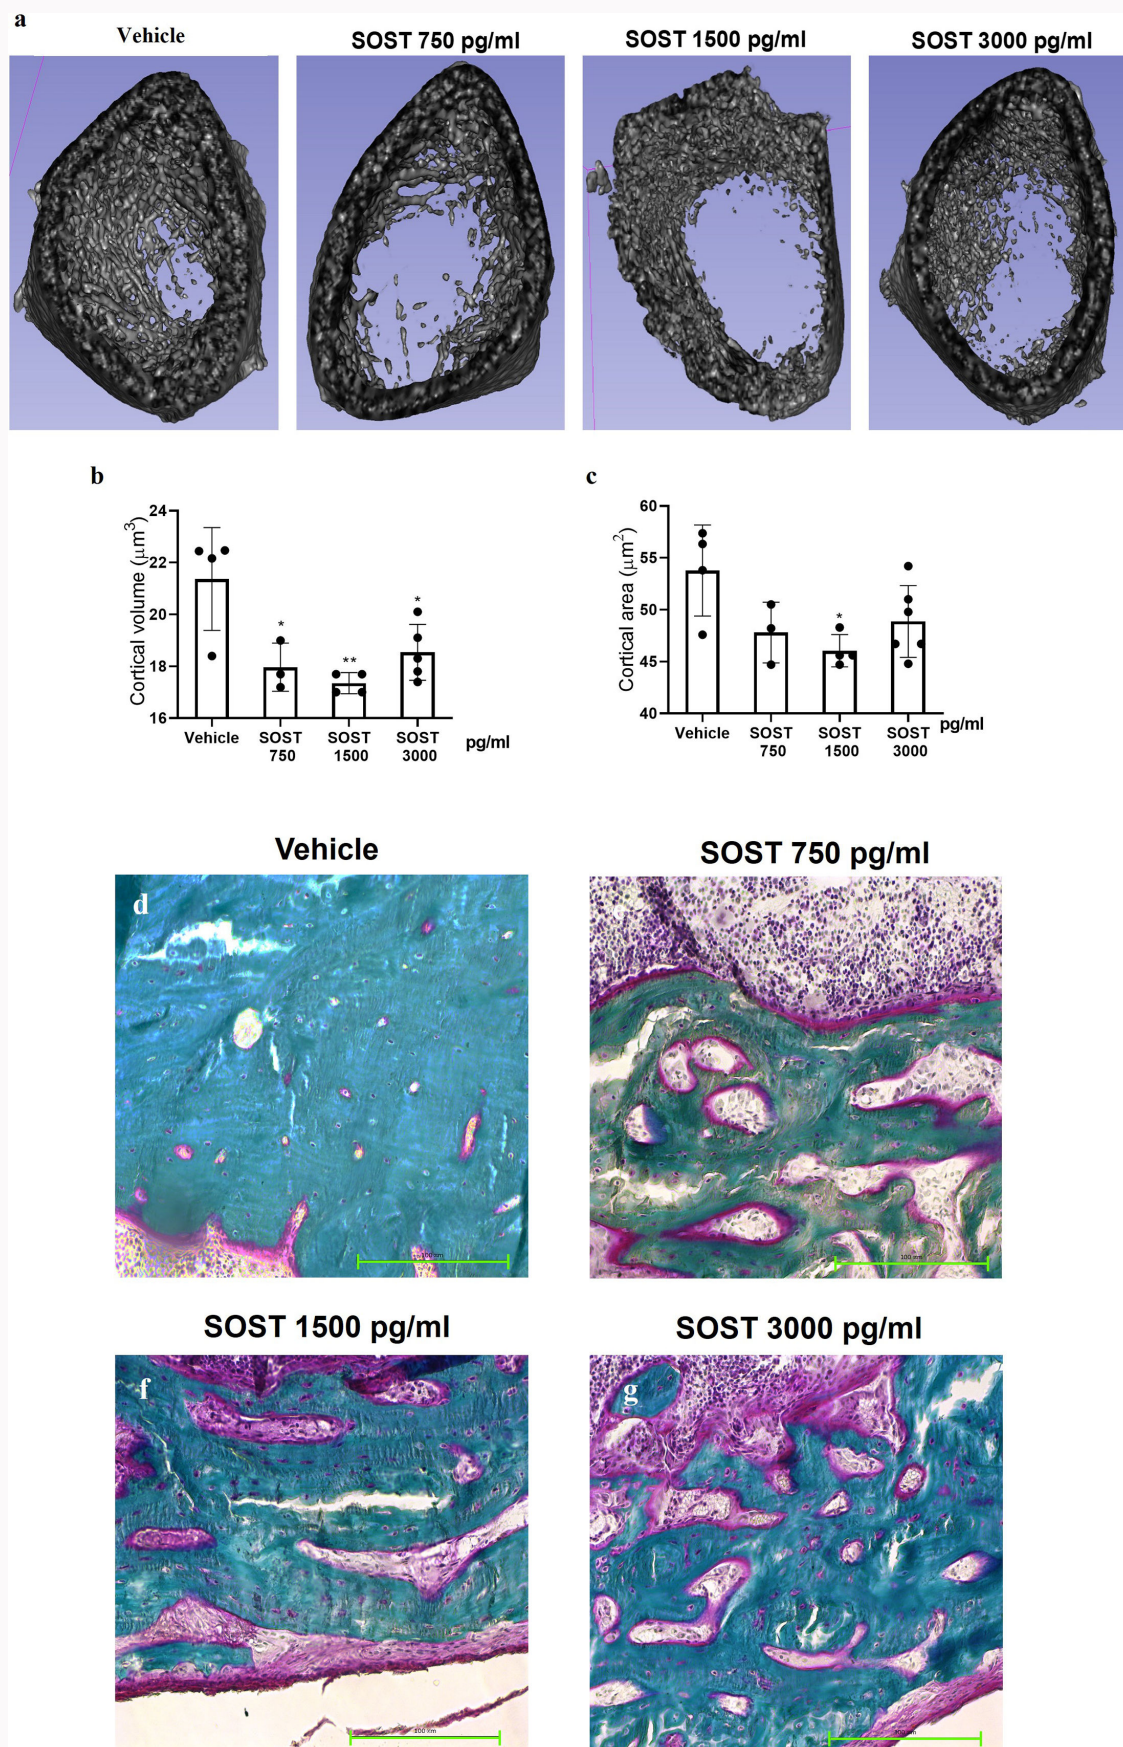 a
Vehicle
SOST 750 pg/ml
SOST 1500 pg/ml
SOST 3000 pg/ml
b
Cortical volume (μm³)
24
22
20
18
16
*
**
*
Vehicle
SOST 750
SOST 1500
SOST 3000
pg/ml
c
Cortical area (μm²)
60
55
50
45
40
*
Vehicle
SOST 750
SOST 1500
SOST 3000
pg/ml
Vehicle
d
SOST 750 pg/ml
SOST 1500 pg/ml
f
SOST 3000 pg/ml
g